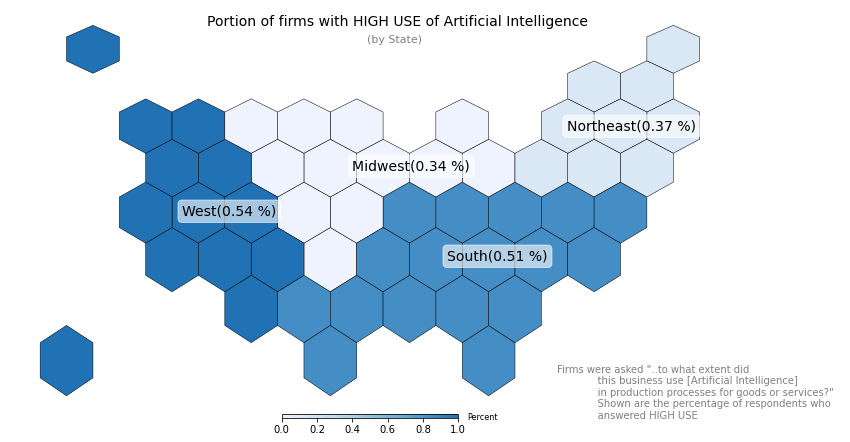 Portion of firms with HIGH USE of Artificial Intelligence
(by State)
Northeast(0.37 %)
Midwest(0.34 %)
West(0.54 %)
South(0.51 %)
Firms were asked "..to what extent did
this business use [Artificial Intelligence]
in production processes for goods or services?"
Shown are the percentage of respondents who
answered HIGH USE
Percent
0.0 0.2 0.4 0.6 0.8 1.0